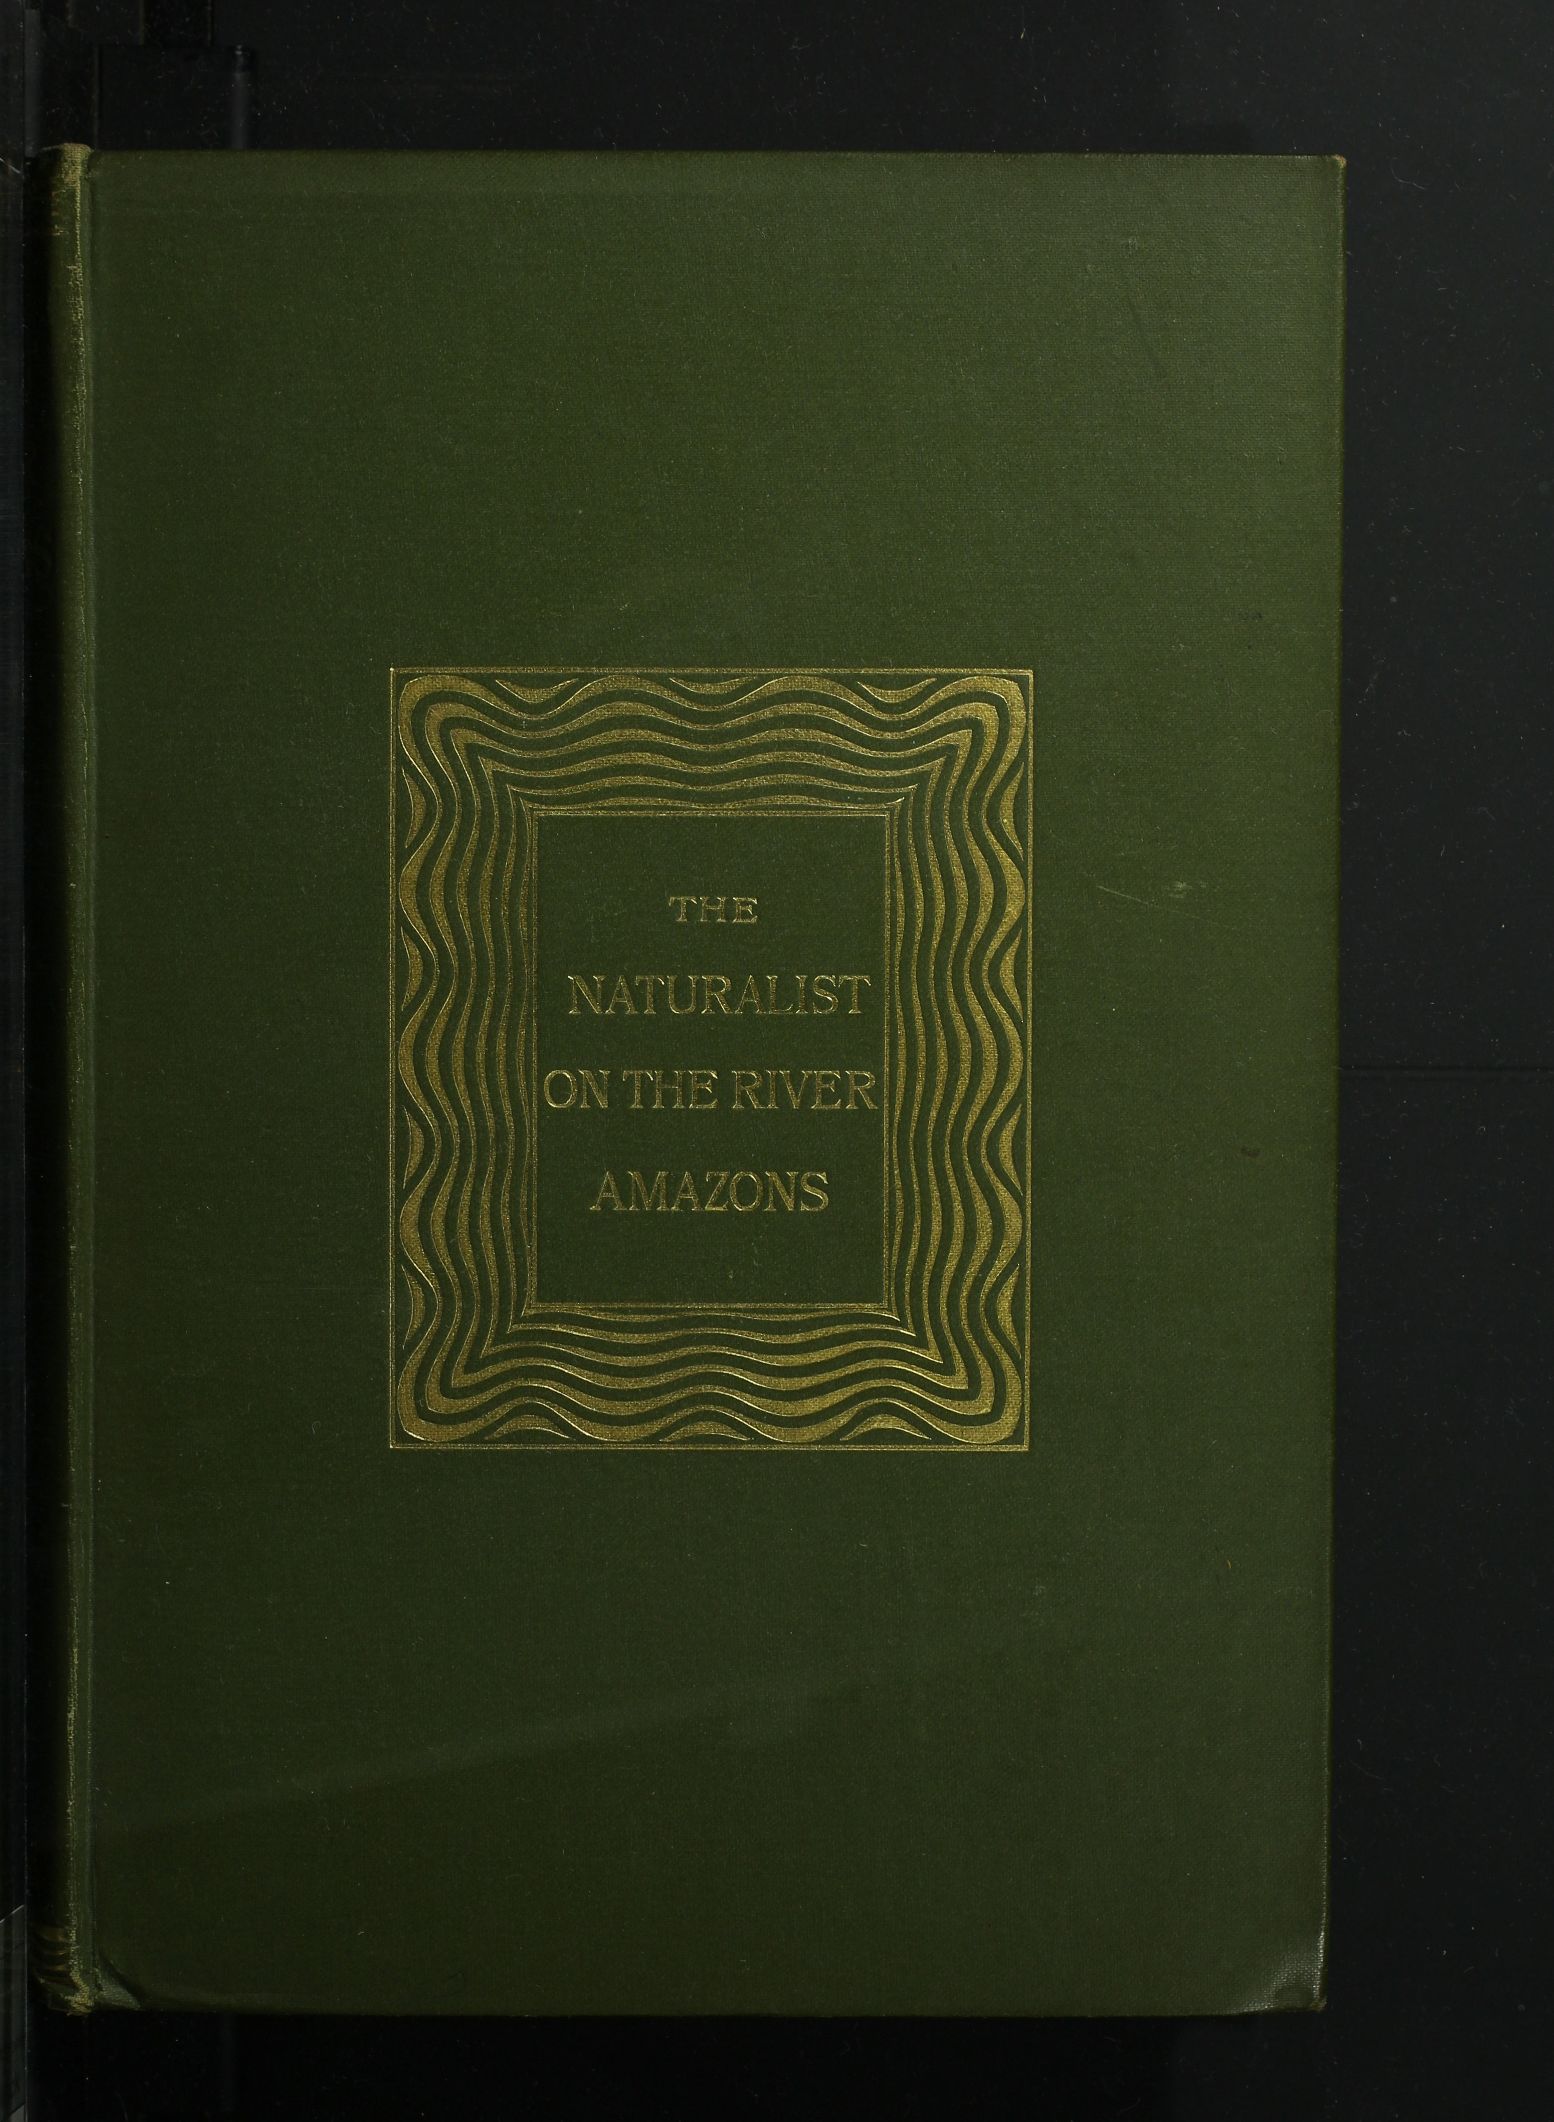 THE
NATURALIST
ON THE RIVER
AMAZONS